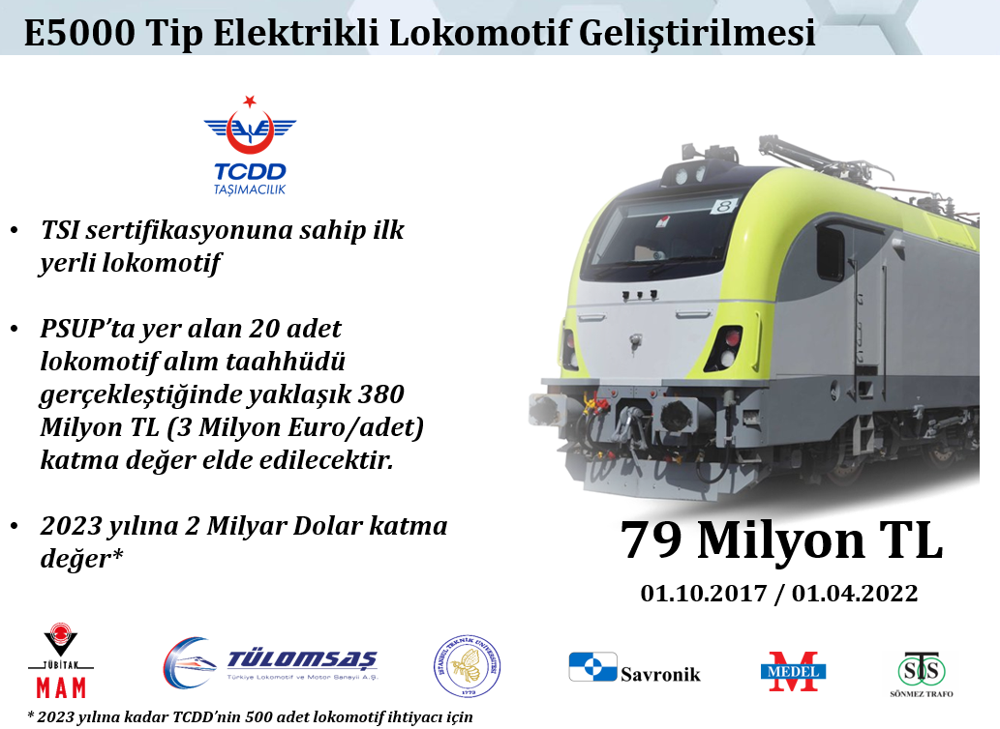 E5000 Tip Elektrikli Lokomotif Geliştirilmesi
TCDD
TAŞIMACILIK
• TSI sertifikasyonuna sahip ilk
yerli lokomotif
• PSUP’ta yer alan 20 adet
lokomotif alım taahhüdü
gerçekleştiğinde yaklaşık 380
Milyon TL (3 Milyon Euro/adet)
katma değer elde edilecektir.
• 2023 yılına 2 Milyar Dolar katma
değer*
8
79 Milyon TL
01.10.2017 / 01.04.2022
TÜBİTAK
MAM
TÜLOMSAŞ
Türkiye Lokomotif ve Motor Sanayii A.Ş.
İSTANBUL TEKNİK ÜNİVERSİTESİ
1773
Savronik
M
MEDEL
STS
SÖNMEZ TRAFO
* 2023 yılına kadar TCDD’nin 500 adet lokomotif ihtiyacı için